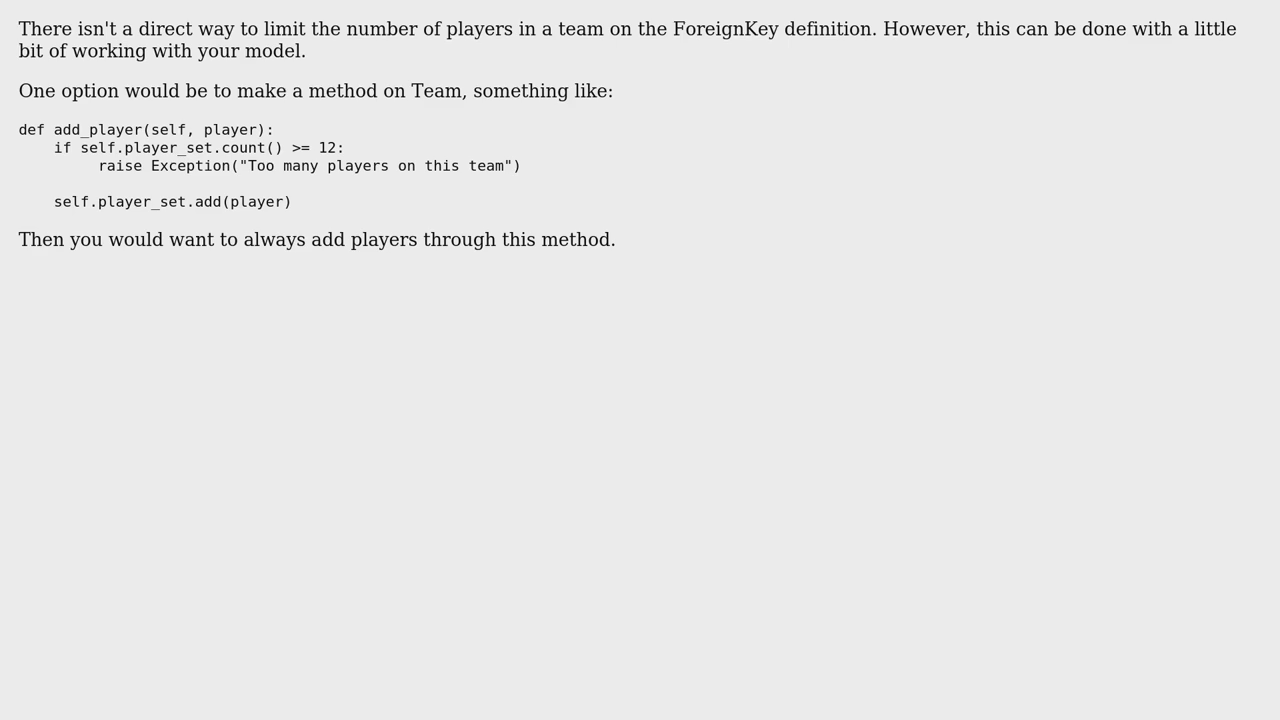 There isn't a direct way to limit the number of players in a team on the ForeignKey definition. However, this can be done with a little
bit of working with your model.
One option would be to make a method on Team, something like:
def add_player(self, player):
    if self.player_set.count() >= 12:
         raise Exception("Too many players on this team")
    self.player_set.add(player)
Then you would want to always add players through this method.